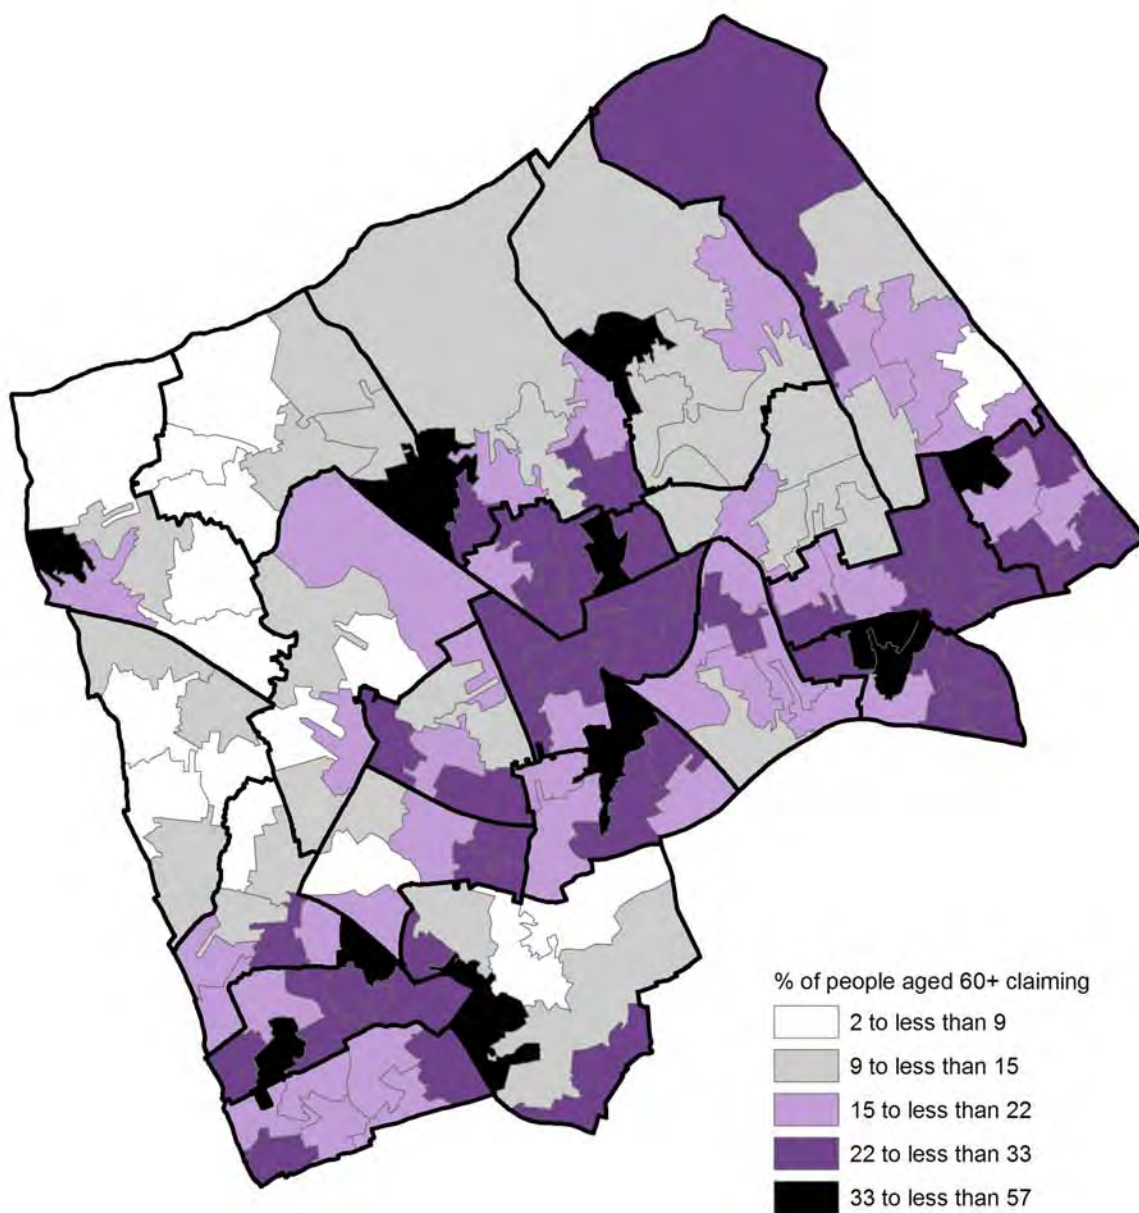 % of people aged 60+ claiming
2 to less than 9
9 to less than 15
15 to less than 22
22 to less than 33
33 to less than 57